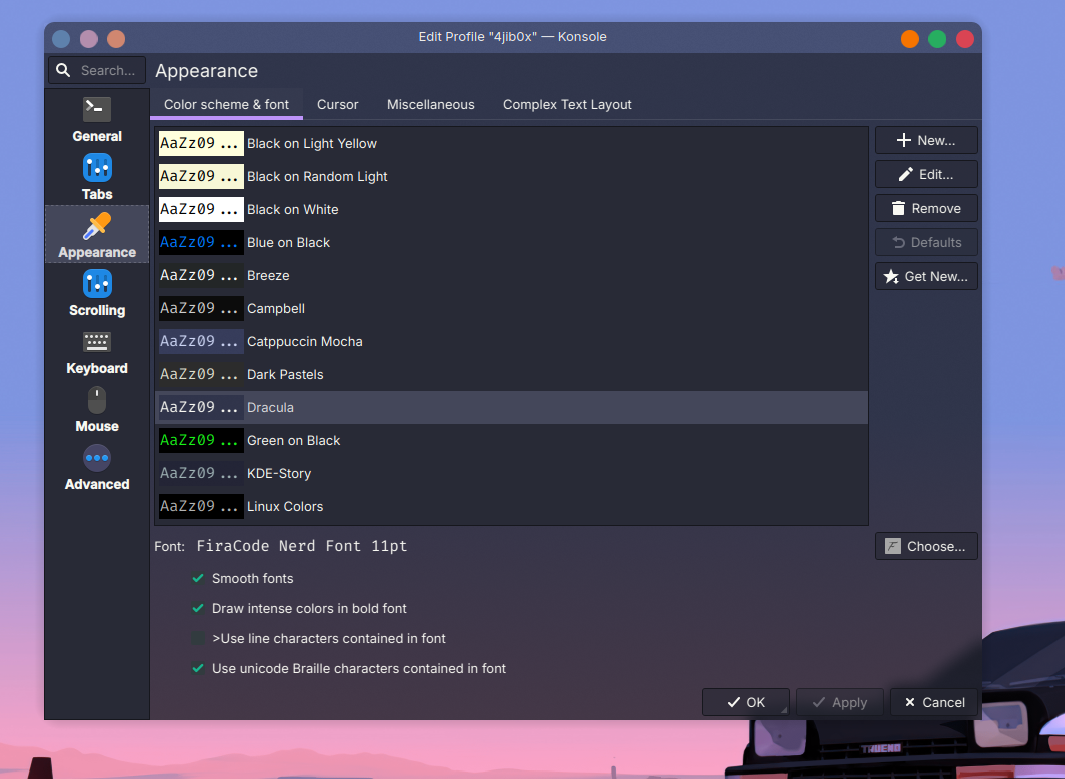 Edit Profile "4jib0x" — Konsole
Search...
Appearance
General
Tabs
Appearance
Scrolling
Keyboard
Mouse
Advanced
Color scheme & font
Cursor
Miscellaneous
Complex Text Layout
AaZz09 ... Black on Light Yellow
AaZz09 ... Black on Random Light
AaZz09 ... Black on White
AaZz09 ... Blue on Black
AaZz09 ... Breeze
AaZz09 ... Campbell
AaZz09 ... Catppuccin Mocha
AaZz09 ... Dark Pastels
AaZz09 ... Dracula
AaZz09 ... Green on Black
AaZz09 ... KDE-Story
AaZz09 ... Linux Colors
New...
Edit...
Remove
Defaults
Get New...
Font: FiraCode Nerd Font 11pt
Choose...
Smooth fonts
Draw intense colors in bold font
>Use line characters contained in font
Use unicode Braille characters contained in font
OK
Apply
Cancel
TRUENO